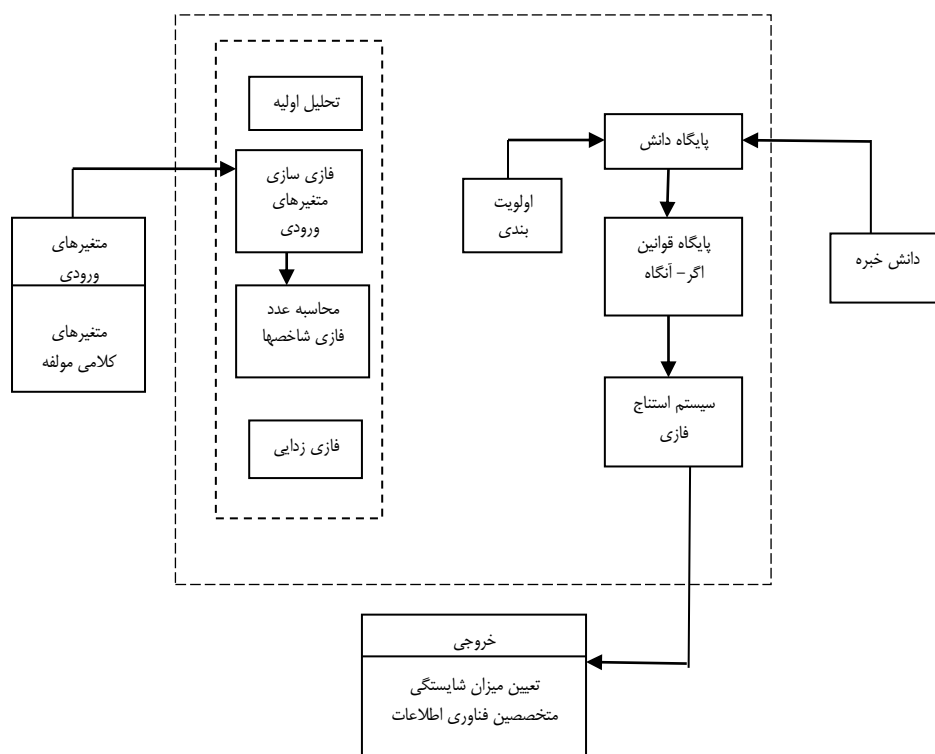 تحلیل اولیه
پایگاه دانش
فازی سازی
متغیرهای
ورودی
اولویت
بندی
متغیرهای
ورودی
متغیرهای
کلامی مولفه
پایگاه قوانین
اگر- آنگاه
دانش خبره
محاسبه عدد
فازی شاخصها
سیستم استناج
فازی
فازی زدایی
خروجی
تعیین میزان شایستگی
متخصصین فناوری اطلاعات